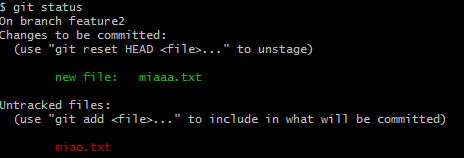 $ git status
On branch feature2
Changes to be committed:
  (use "git reset HEAD <file>..." to unstage)
        new file:   miaaa.txt
Untracked files:
  (use "git add <file>..." to include in what will be committed)
        miao.txt